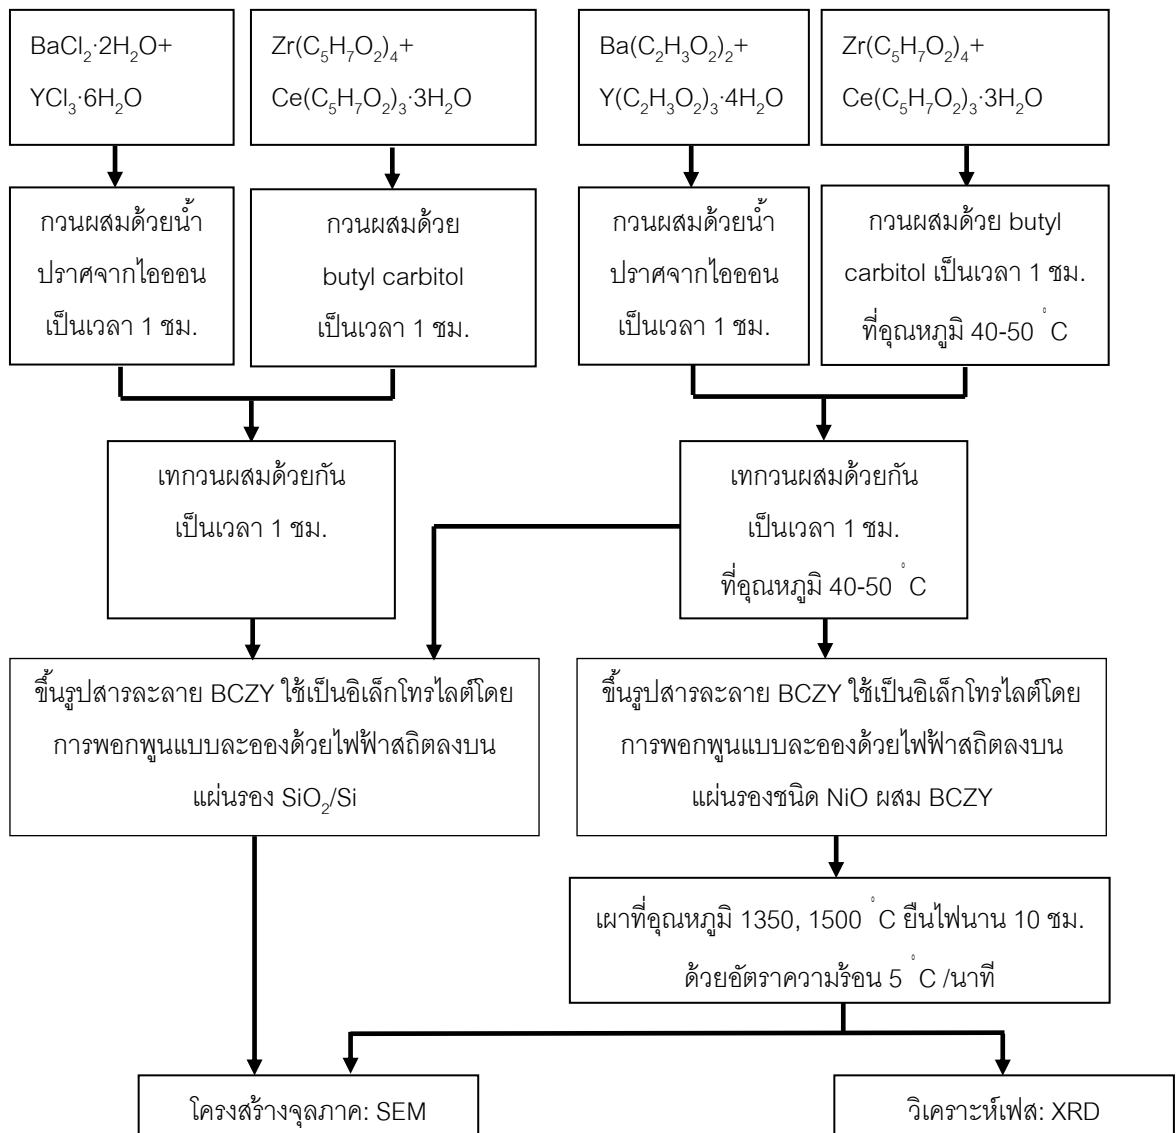 BaCl₂·2H₂O+
YCl₃·6H₂O
Zr(C₅H₇O₂)₄+
Ce(C₅H₇O₂)₃·3H₂O
Ba(C₂H₃O₂)₂+
Y(C₂H₃O₂)₃·4H₂O
Zr(C₅H₇O₂)₄+
Ce(C₅H₇O₂)₃·3H₂O
กวนผสมด้วยน้ำ
ปราศจากไอออน
เป็นเวลา 1 ชม.
กวนผสมด้วย
butyl carbitol
เป็นเวลา 1 ชม.
กวนผสมด้วยน้ำ
ปราศจากไอออน
เป็นเวลา 1 ชม.
กวนผสมด้วย butyl
carbitol เป็นเวลา 1 ชม.
ที่อุณหภูมิ 40-50 °C
เทกวนผสมด้วยกัน
เป็นเวลา 1 ชม.
เทกวนผสมด้วยกัน
เป็นเวลา 1 ชม.
ที่อุณหภูมิ 40-50 °C
ขึ้นรูปสารละลาย BCZY ใช้เป็นอิเล็กโทรไลต์โดย
การพอกพูนแบบละอองด้วยไฟฟ้าสถิตลงบน
แผ่นรอง SiO₂/Si
ขึ้นรูปสารละลาย BCZY ใช้เป็นอิเล็กโทรไลต์โดย
การพอกพูนแบบละอองด้วยไฟฟ้าสถิตลงบน
แผ่นรองชนิด NiO ผสม BCZY
เผาที่อุณหภูมิ 1350, 1500 °C ยืนไฟนาน 10 ชม.
ด้วยอัตราความร้อน 5 °C /นาที
โครงสร้างจุลภาค: SEM
วิเคราะห์เฟส: XRD